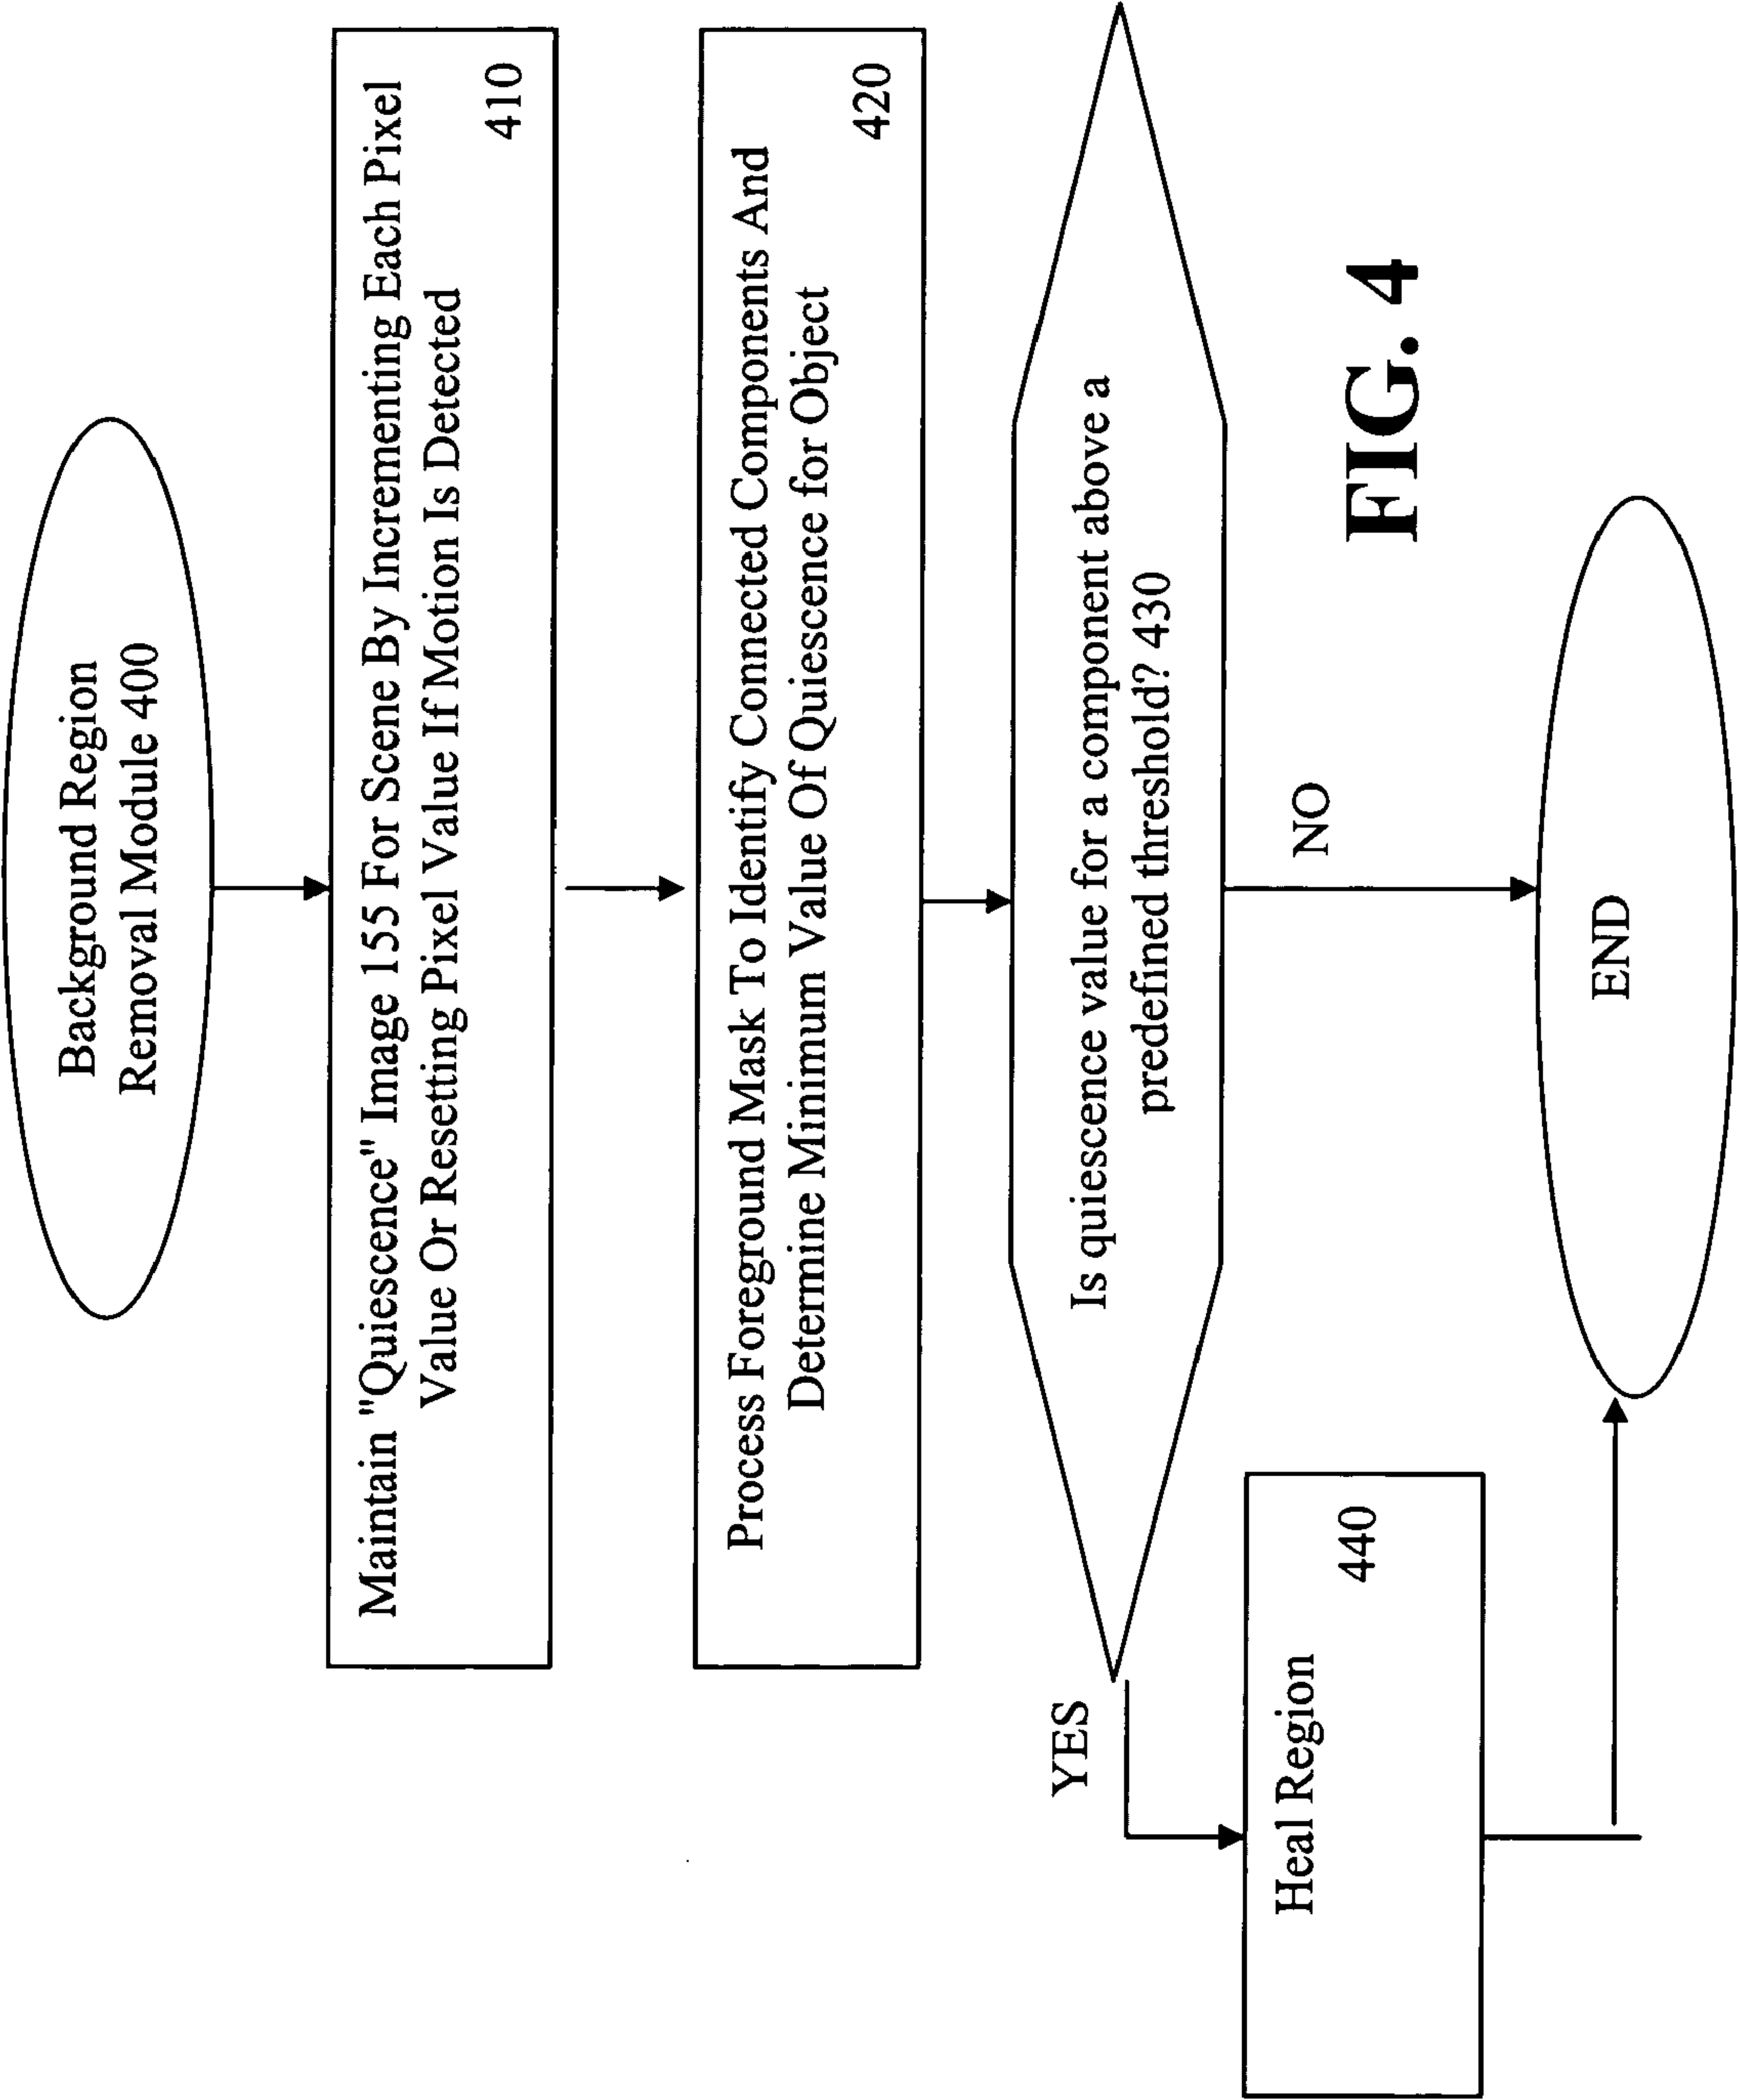 Background Region
Removal Module 400
Maintain "Quiescence" Image 155 For Scene By Incrementing Each Pixel
Value Or Resetting Pixel Value If Motion Is Detected
410
Process Foreground Mask To Identify Connected Components And
Determine Minimum Value Of Quiescence for Object
420
Is quiescence value for a component above a
predefined threshold? 430
YES
NO
Heal Region
440
END
FIG. 4